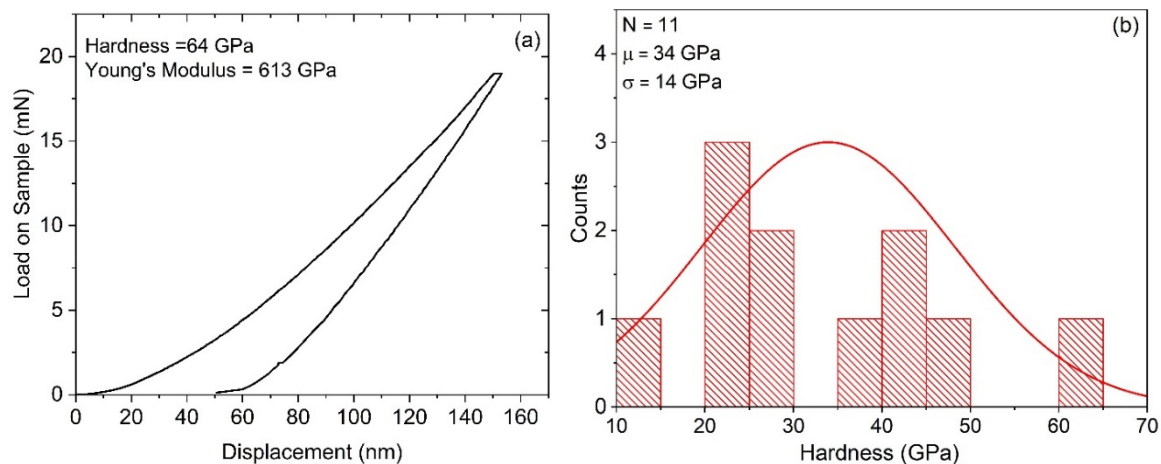 (a)
Hardness =64 GPa
Young's Modulus = 613 GPa
Load on Sample (mN)
20
15
10
5
0
0 20 40 60 80 100 120 140 160
Displacement (nm)
(b)
N = 11
μ = 34 GPa
σ = 14 GPa
Counts
4
3
2
1
0
10 20 30 40 50 60 70
Hardness (GPa)